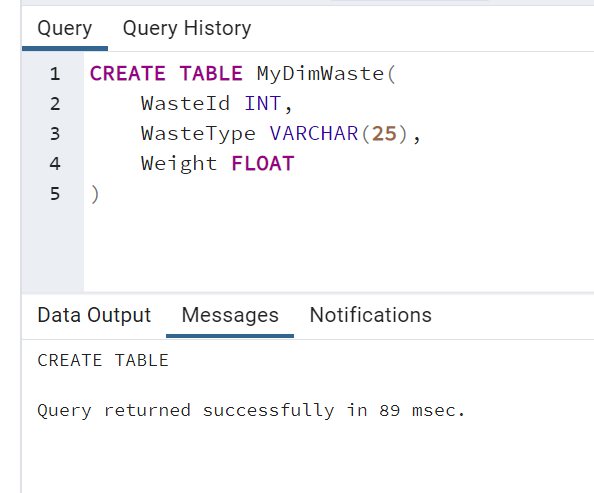 Query Query History
1 CREATE TABLE MyDimWaste(
2 WasteId INT,
3 WasteType VARCHAR(25),
4 Weight FLOAT
5 )
Data Output Messages Notifications
CREATE TABLE
Query returned successfully in 89 msec.